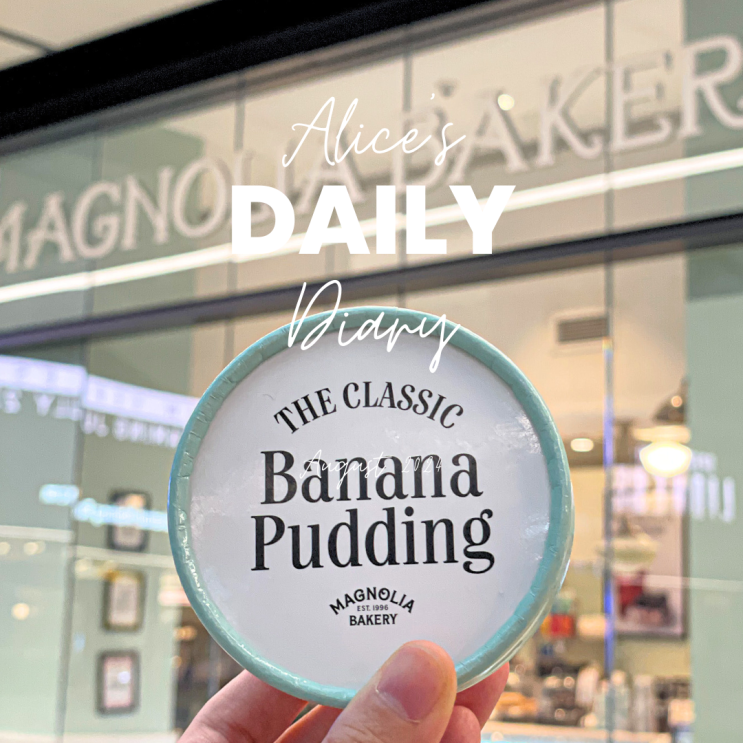 MAGNOLIA BAKER
Alice's
DAILY
Diary
THE CLASSIC
August 2024
Banana
Pudding
MAGNOLIA
EST. 1996
BAKERY